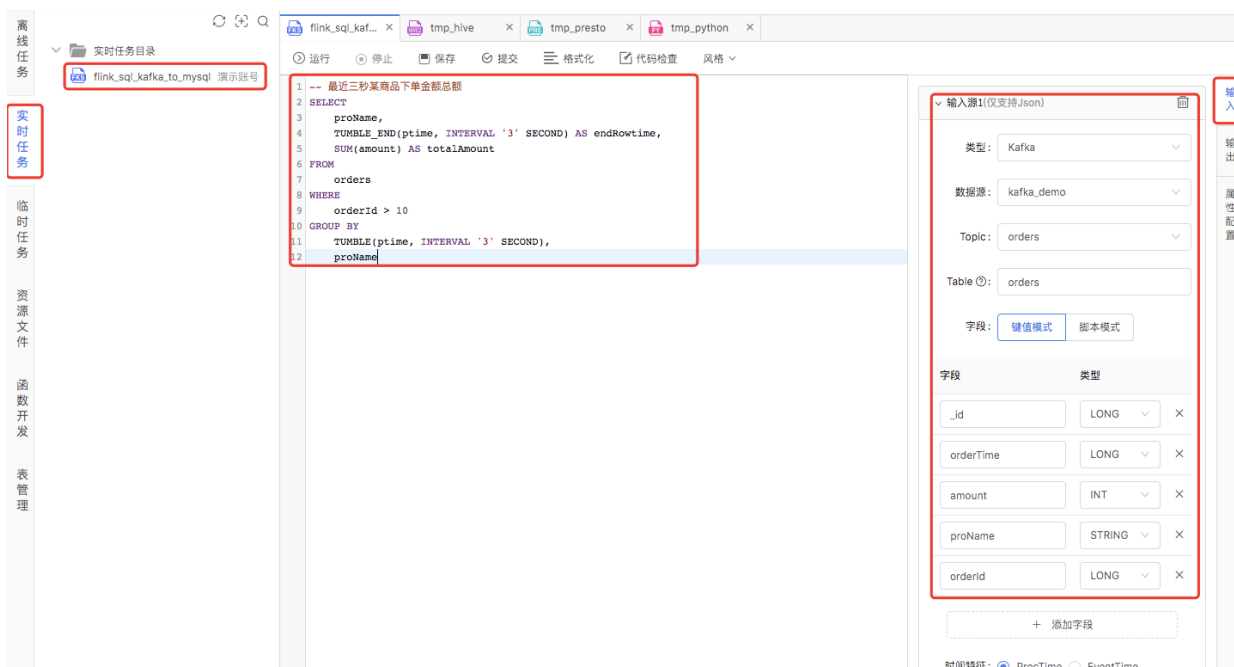 离线任务
实时任务
临时任务
资源文件
函数开发
表管理
实时任务目录
FKS flink_sql_kafka_to_mysql 演示账号
FKS flink_sql_kaf... ×
tmp_hive ×
tmp_presto ×
PY tmp_python ×
运行 停止 保存 提交 格式化 代码检查 风格
1 -- 最近三秒某商品下单金额总额
2 SELECT
3 proName,
4 TUMBLE_END(ptime, INTERVAL '3' SECOND) AS endRowtime,
5 SUM(amount) AS totalAmount
6 FROM
7 orders
8 WHERE
9 orderId > 10
10 GROUP BY
11 TUMBLE(ptime, INTERVAL '3' SECOND),
12 proName
输入源1(仅支持Json)
类型: Kafka
数据源: kafka_demo
Topic: orders
Table ?: orders
字段: 键值模式 脚本模式
字段 类型
_id LONG ×
orderTime LONG ×
amount INT ×
proName STRING ×
orderId LONG ×
+ 添加字段
时间特征: ProcTime EventTime
输入
输出
属性配置